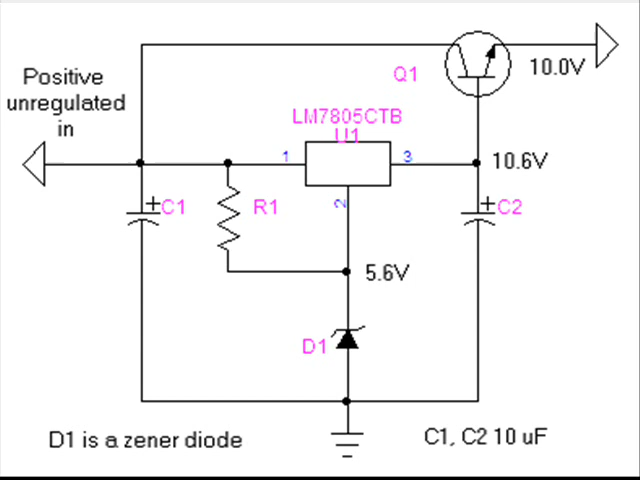 Q1
10.0V
Positive
unregulated
in
LM7805CTB
U1
1
3
10.6V
C1
R1
2
C2
5.6V
D1
D1 is a zener diode
C1, C2 10 uF